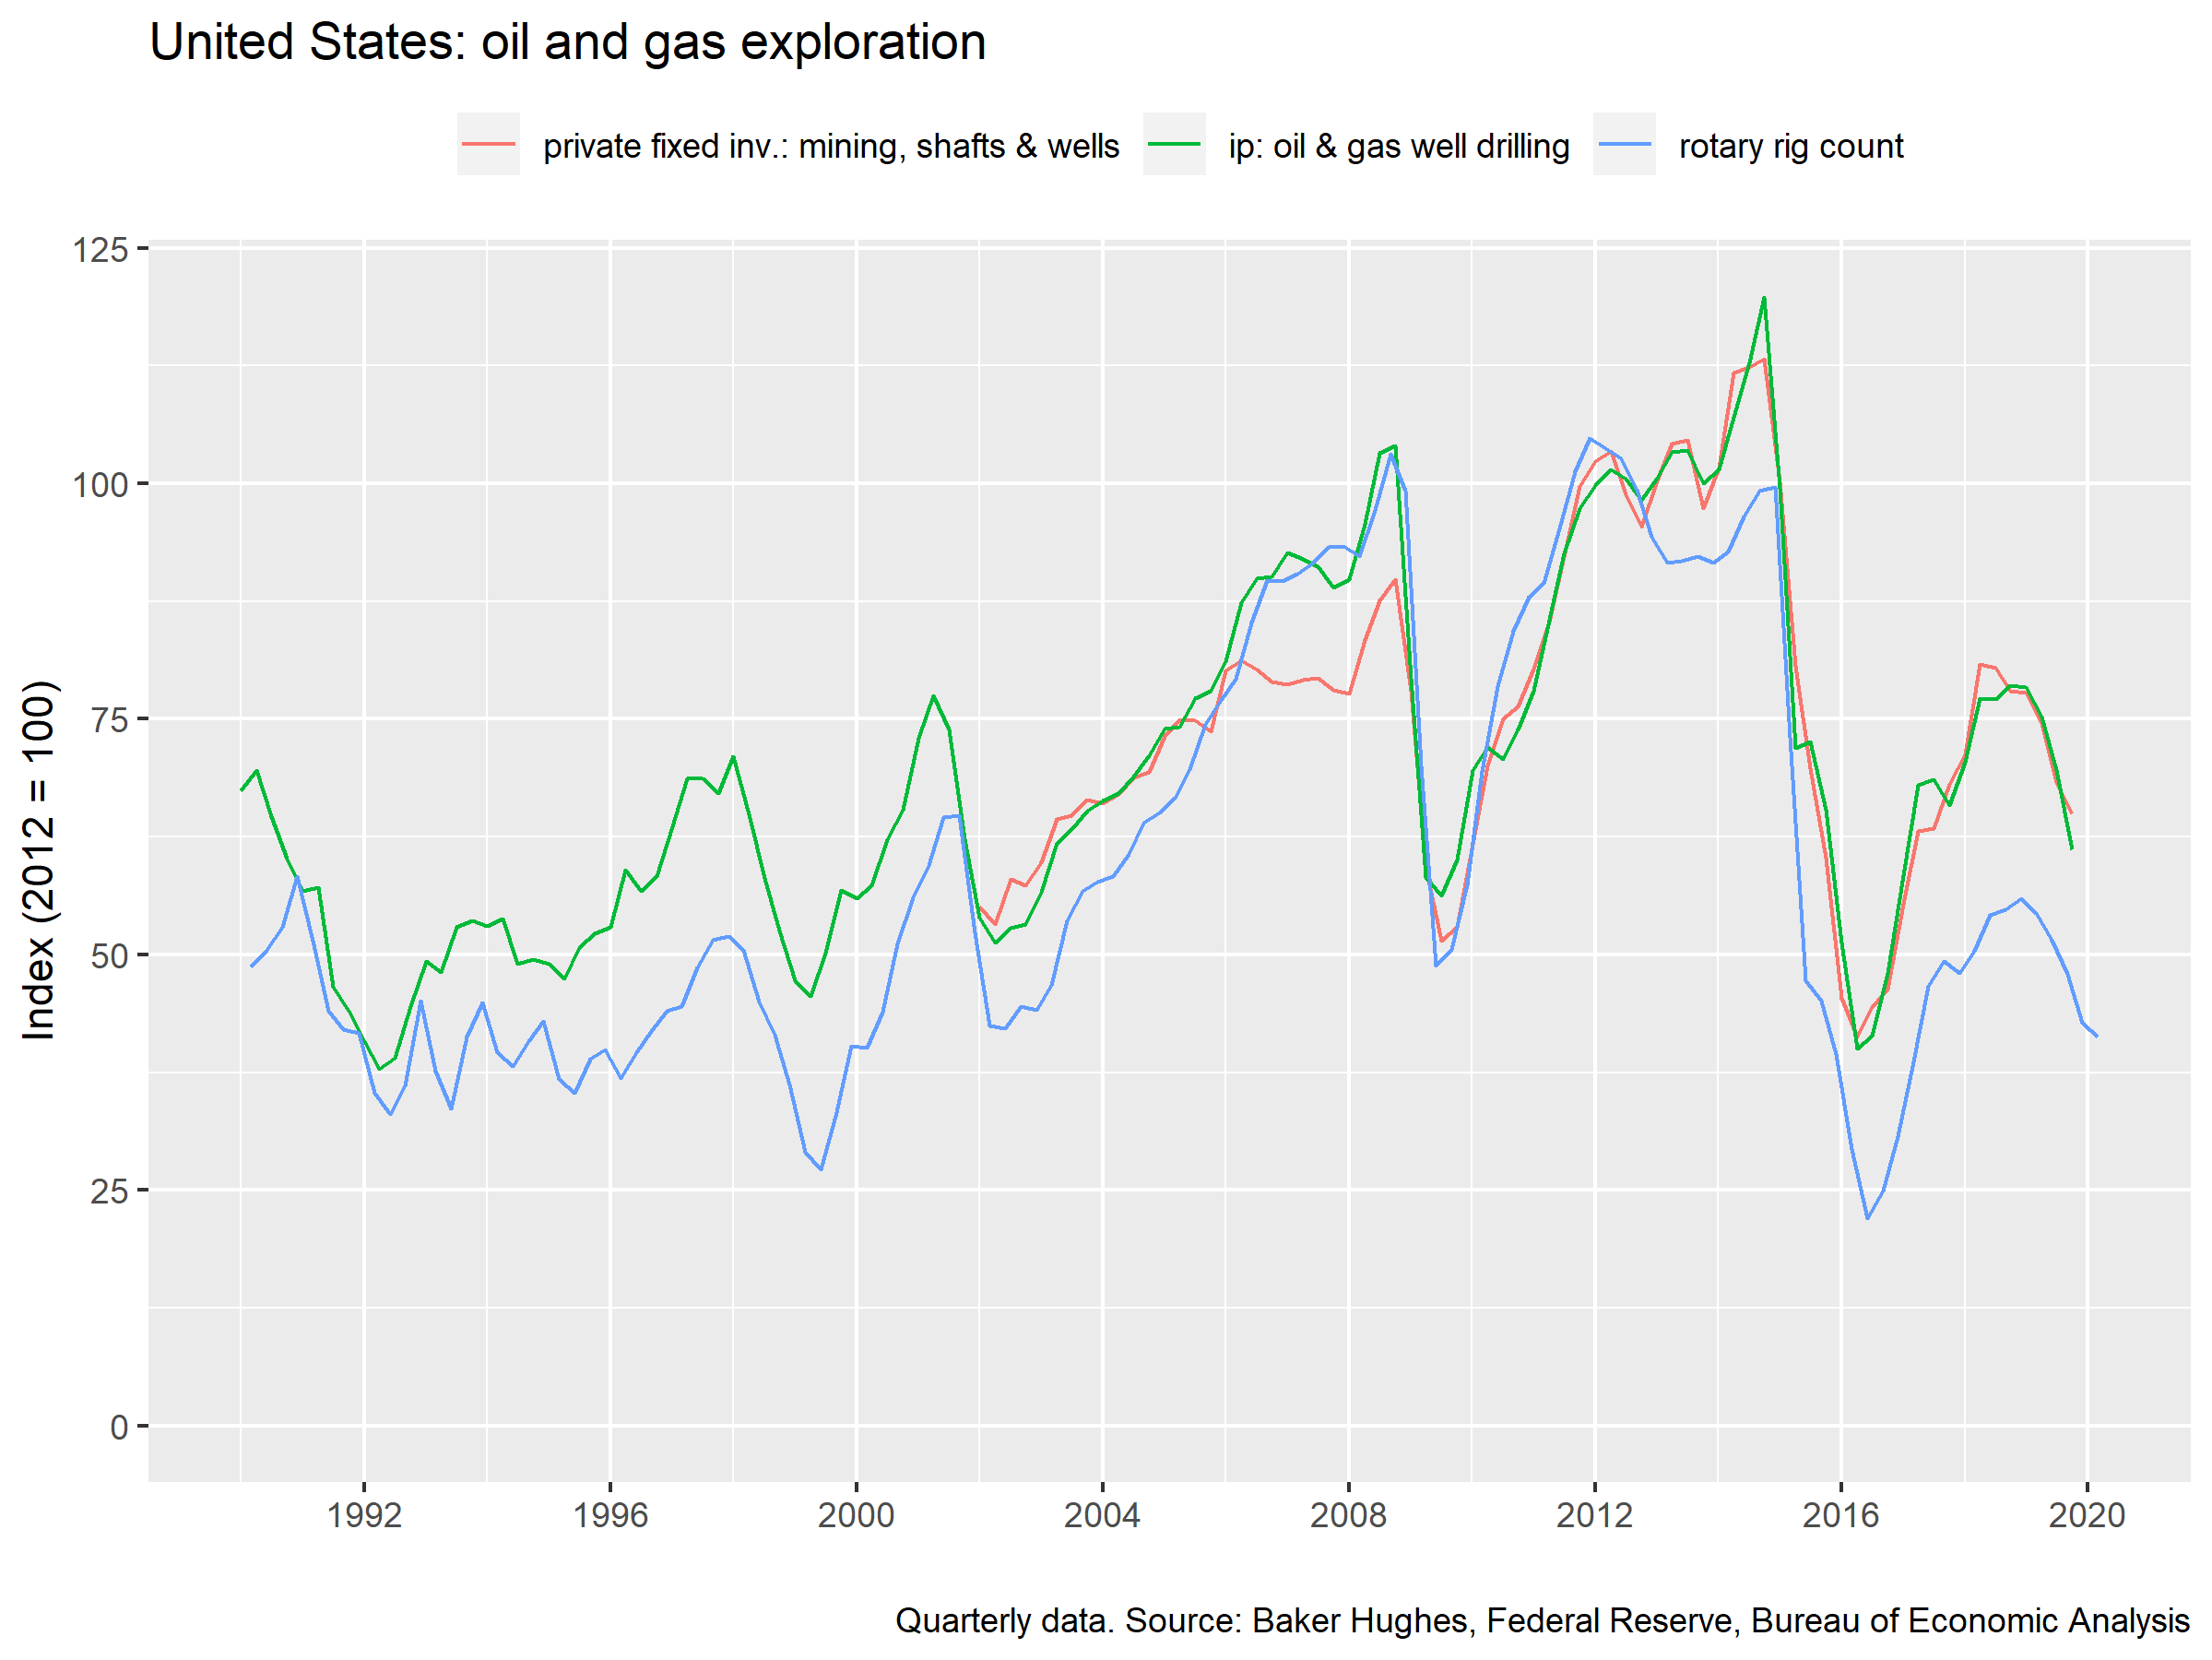 United States: oil and gas exploration
private fixed inv.: mining, shafts & wells ip: oil & gas well drilling rotary rig count
Index (2012 = 100)
125
100
75
50
25
0
1992 1996 2000 2004 2008 2012 2016 2020
Quarterly data. Source: Baker Hughes, Federal Reserve, Bureau of Economic Analysis